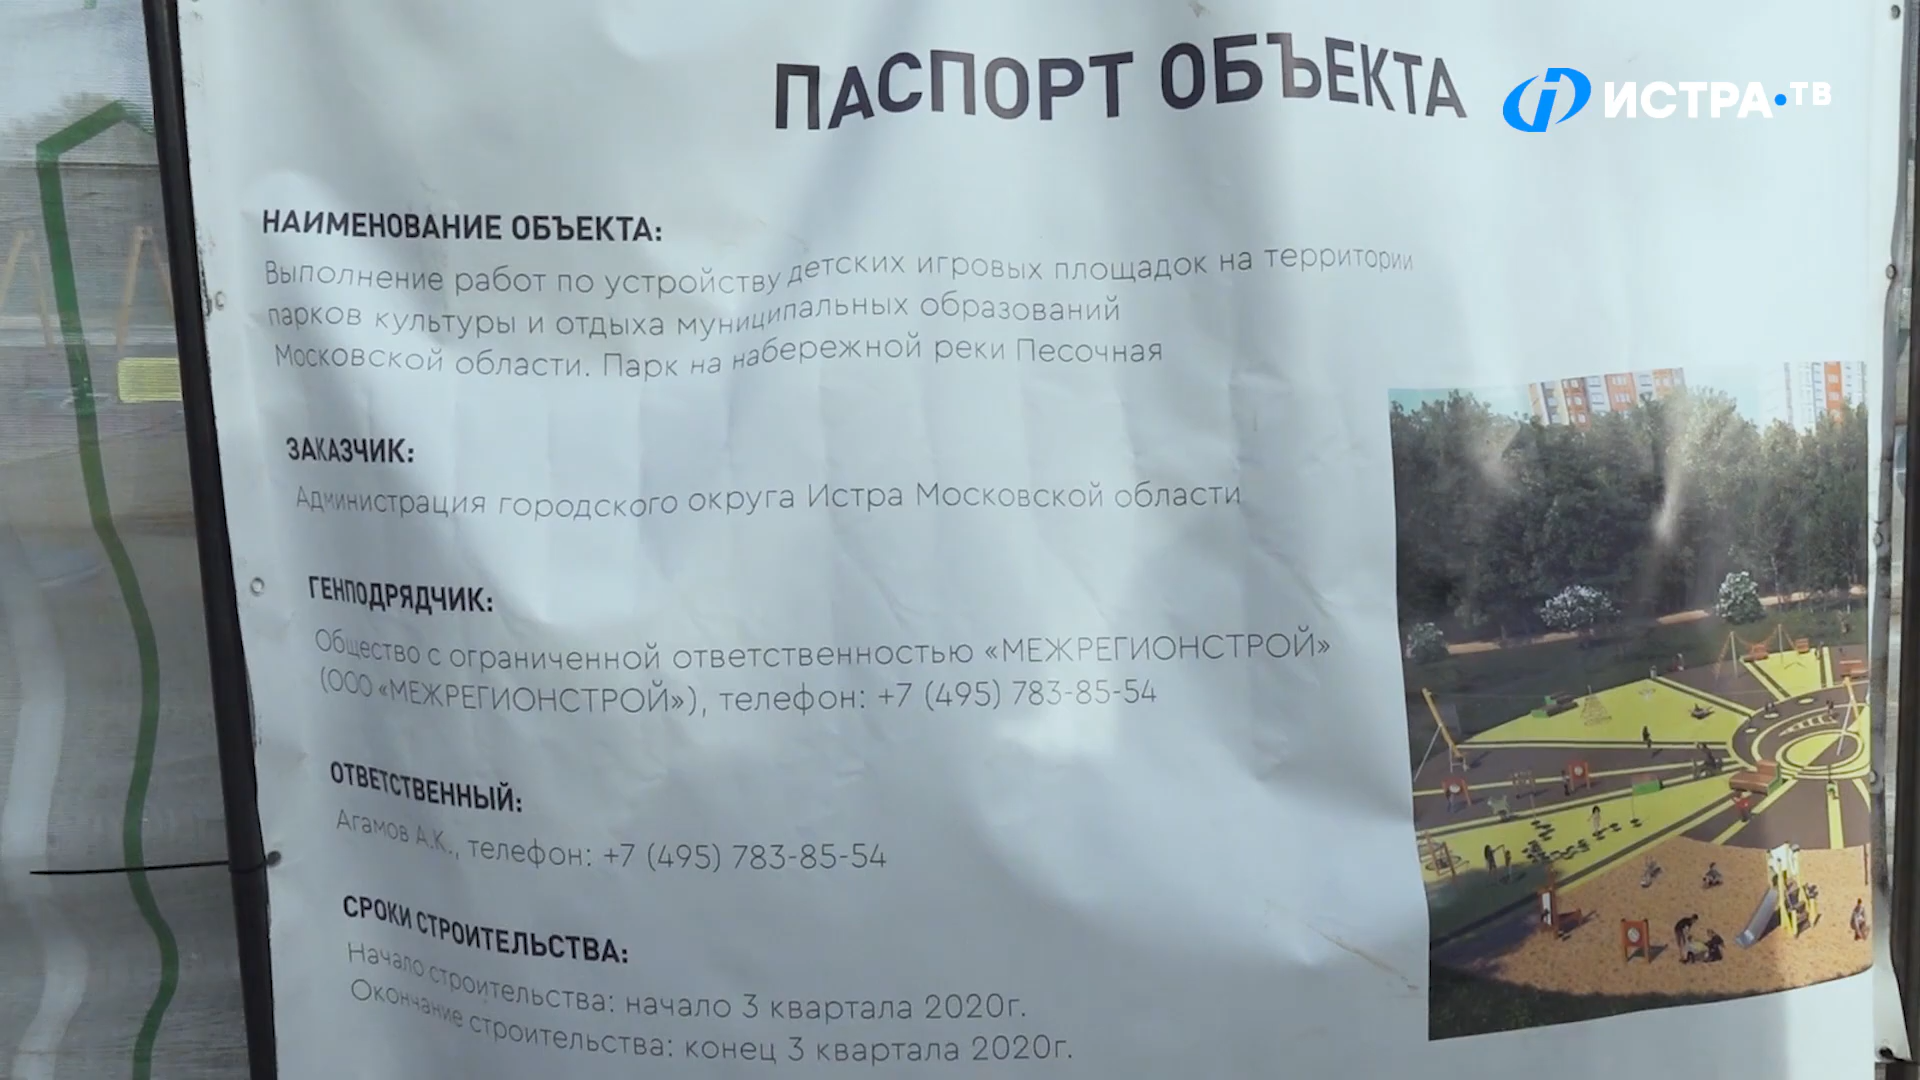 ПАСПОРТ ОБЪЕКТА
ИСТРА•ТВ
НАИМЕНОВАНИЕ ОБЪЕКТА:
Выполнение работ по устройству детских игровых площадок на территории
парков культуры и отдыха муниципальных образований
Московской области. Парк на набережной реки Песочная
ЗАКАЗЧИК:
Администрация городского округа Истра Московской области
ГЕНПОДРЯДЧИК:
Общество с ограниченной ответственностью «МЕЖРЕГИОНСТРОЙ»
(ООО «МЕЖРЕГИОНСТРОЙ»), телефон: +7 (495) 783-85-54
ОТВЕТСТВЕННЫЙ:
Агамов А.К., телефон: +7 (495) 783-85-54
СРОКИ СТРОИТЕЛЬСТВА:
Начало строительства: начало 3 квартала 2020г.
Окончание строительства: конец 3 квартала 2020г.